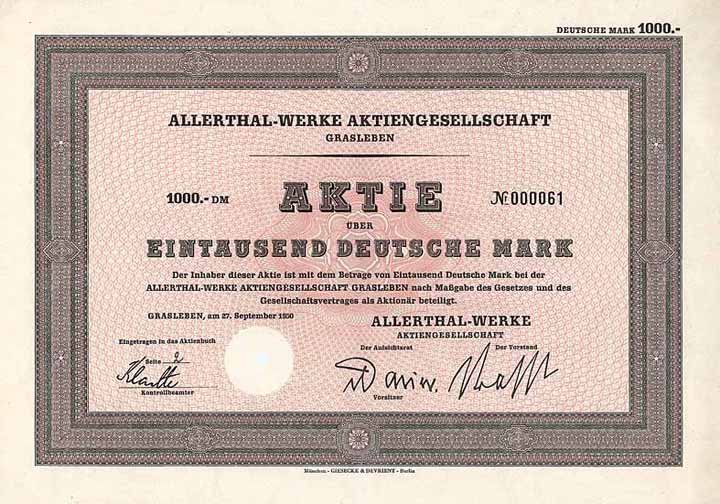 DEUTSCHE MARK 1000.-
ALLERTHAL-WERKE AKTIENGESELLSCHAFT
GRASLEBEN
1000.- DM AKTIE № 000061
ÜBER
EINTAUSEND DEUTSCHE MARK
Der Inhaber dieser Aktie ist mit dem Betrage von Eintausend Deutsche Mark bei der
ALLERTHAL-WERKE AKTIENGESELLSCHAFT GRASLEBEN nach Maßgabe des Gesetzes und des
Gesellschaftsvertrages als Aktionär beteiligt.
GRASLEBEN, am 27. September 1950
ALLERTHAL-WERKE
AKTIENGESELLSCHAFT
Eingetragen in das Aktienbuch
Der Aufsichtsrat Der Vorstand
Seite 2
Kontrollbeamter
Vorsitzer
München - GIESECKE & DEVRIENT - Berlin